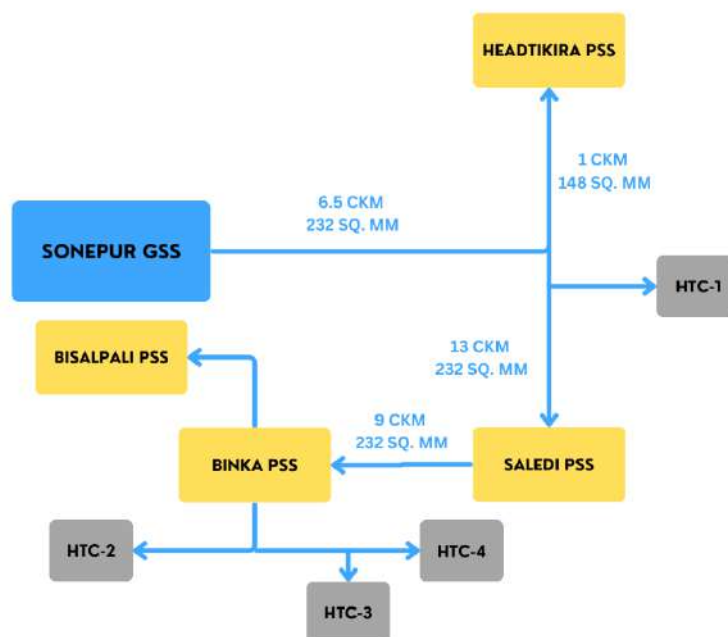 HEADTIKIRA PSS
1 CKM
148 SQ. MM
6.5 CKM
232 SQ. MM
SONEPUR GSS
HTC-1
BISALPALI PSS
13 CKM
232 SQ. MM
9 CKM
232 SQ. MM
BINKA PSS
SALEDI PSS
HTC-2
HTC-4
HTC-3